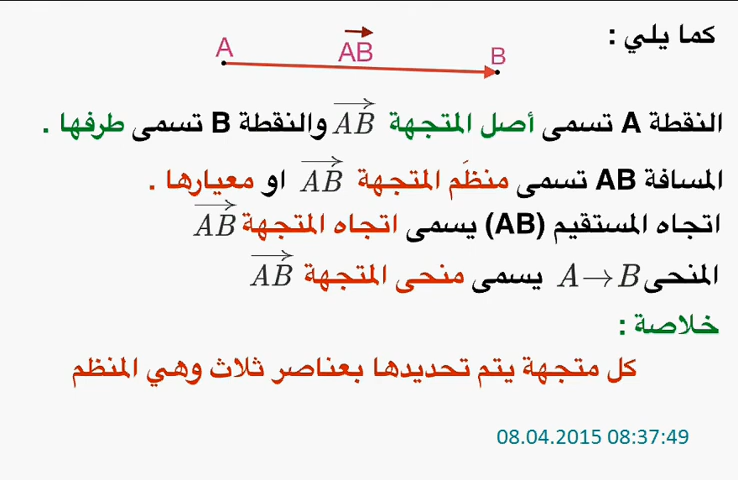 كما يلي :
A AB B
النقطة A تسمى أصل المتجهة AB والنقطة B تسمى طرفها .
المسافة AB تسمى منظَم المتجهة AB او معيارها .
اتجاه المستقيم (AB) يسمى اتجاه المتجهة AB
المنحى A→B يسمى منحى المتجهة AB
خلاصة :
كل متجهة يتم تحديدها بعناصر ثلاث وهي المنظم
08.04.2015 08:37:49